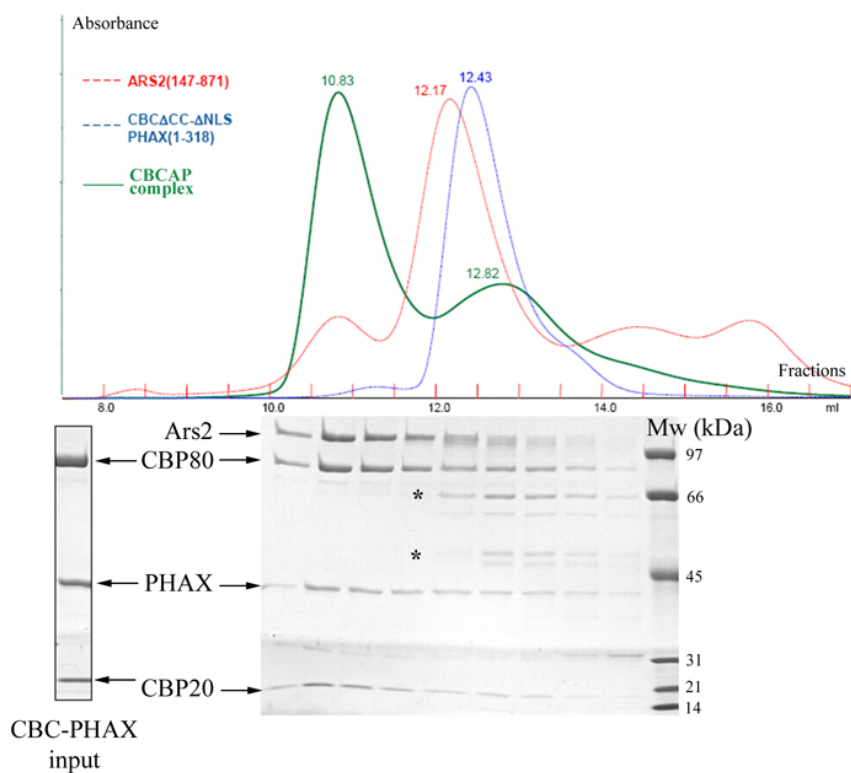 Absorbance
10.83
12.43
12.17
ARS2(147-871)
CBCΔCC-ΔNLS
PHAX(1-318)
CBCAP
complex
12.82
Fractions
8.0 10.0 12.0 14.0 16.0 ml
Ars2
Mw (kDa)
CBP80
97
*
66
*
PHAX
45
31
CBP20
21
14
CBC-PHAX
input